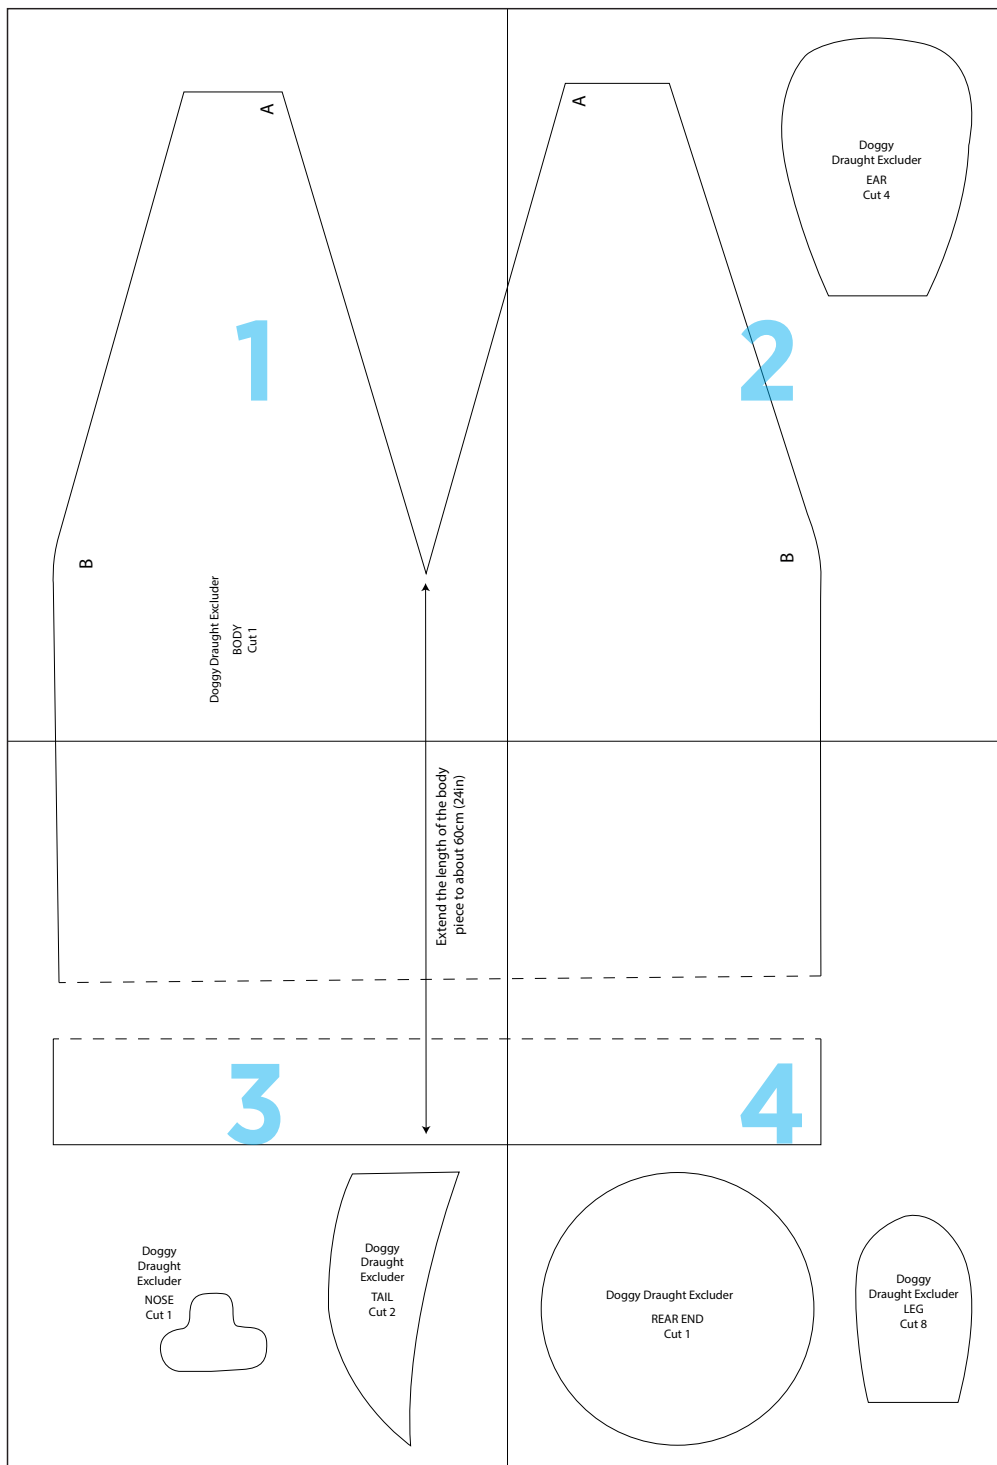 A
A
Doggy
Draught Excluder
EAR
Cut 4
1
2
B
B
Doggy Draught Excluder
BODY
Cut 1
Extend the length of the body
piece to about 60cm (24in)
3
4
Doggy
Draught
Excluder
NOSE
Cut 1
Doggy
Draught
Excluder
TAIL
Cut 2
Doggy Draught Excluder
REAR END
Cut 1
Doggy
Draught Excluder
LEG
Cut 8